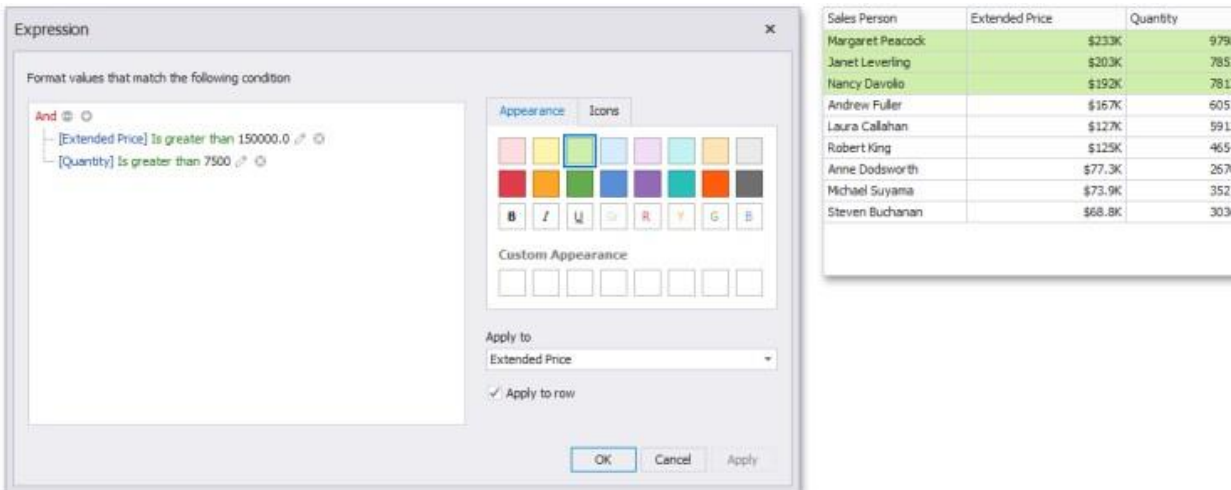 Expression
Format values that match the following condition
And
[Extended Price] Is greater than 150000.0
[Quantity] Is greater than 7500
Appearance Icons
B I U Gr R Y G B
Custom Appearance
Apply to
Extended Price
Apply to row
OK Cancel Apply
Sales Person Extended Price Quantity
Margaret Peacock $233K
Janet Leverling $203K
Nancy Davolio $192K
Andrew Fuller $167K
Laura Callahan $127K
Robert King $125K
Anne Dodsworth $77.3K
Michael Suyama $73.9K
Steven Buchanan $68.8K